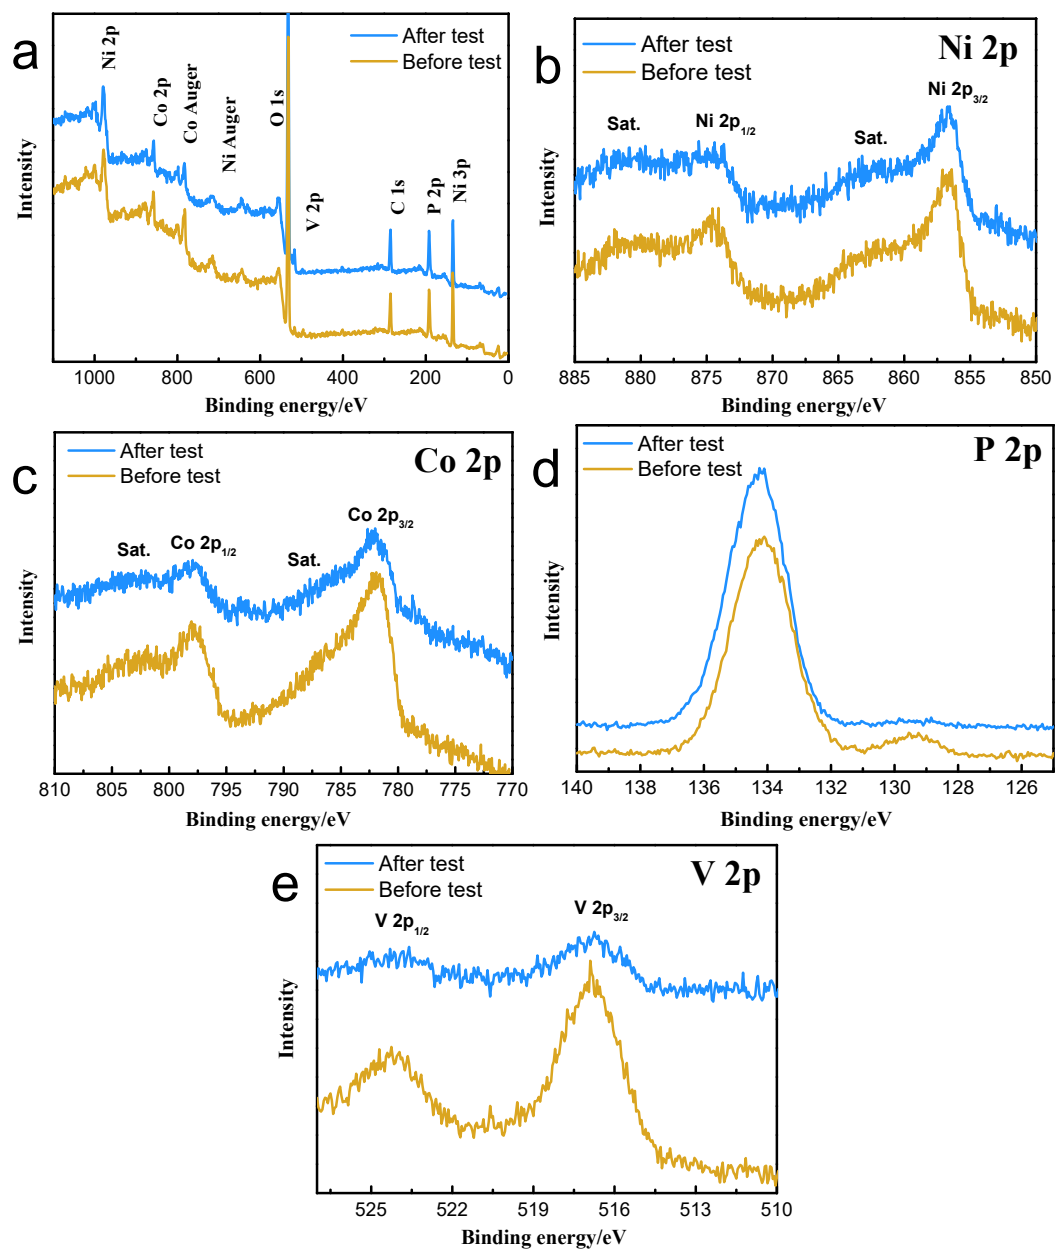 a
After test
Before test
Ni 2p
Co 2p
Co Auger
Ni Auger
O 1s
V 2p
C 1s
P 2p
Ni 3p
Intensity
1000 800 600 400 200 0
Binding energy/eV
b
After test
Before test
Ni 2p
Sat.
Ni 2p1/2
Sat.
Ni 2p3/2
Intensity
885 880 875 870 865 860 855 850
Binding energy/eV
c
After test
Before test
Co 2p
Sat.
Co 2p1/2
Sat.
Co 2p3/2
Intensity
810 805 800 795 790 785 780 775 770
Binding energy/eV
d
After test
Before test
P 2p
Intensity
140 138 136 134 132 130 128 126
Binding energy/eV
e
After test
Before test
V 2p
V 2p1/2
V 2p3/2
Intensity
525 522 519 516 513 510
Binding energy/eV